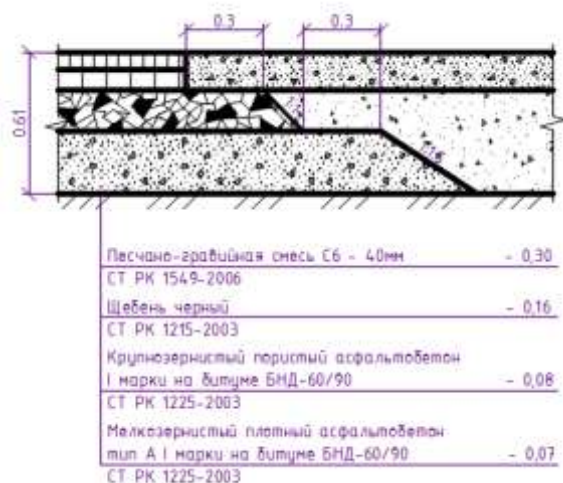 0.3 0.3
0.61
1:1.5
Песчано-гравийная смесь С6 - 40мм - 0,30
СТ РК 1549-2006
Щебень черный - 0,16
СТ РК 1215-2003
Крупнозернистый пористый асфальтобетон
I марки на битуме БНД-60/90 - 0,08
СТ РК 1225-2003
Мелкозернистый плотный асфальтобетон
тип А I марки на битуме БНД-60/90 - 0,07
СТ РК 1225-2003